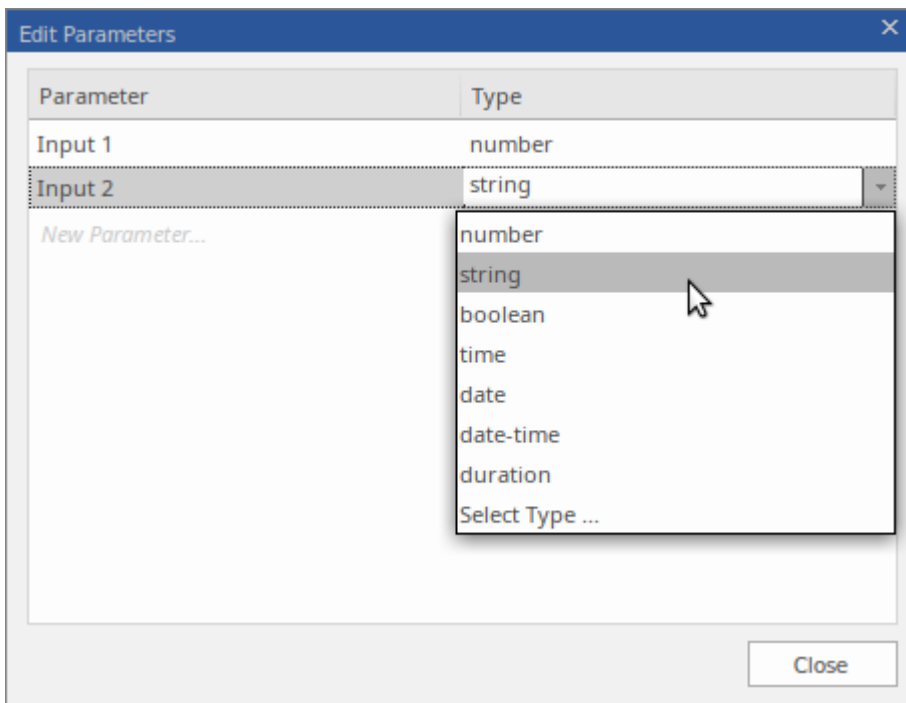 Edit Parameters
Parameter Type
Input 1 number
Input 2 string
New Parameter...
number
string
boolean
time
date
date-time
duration
Select Type ...
Close